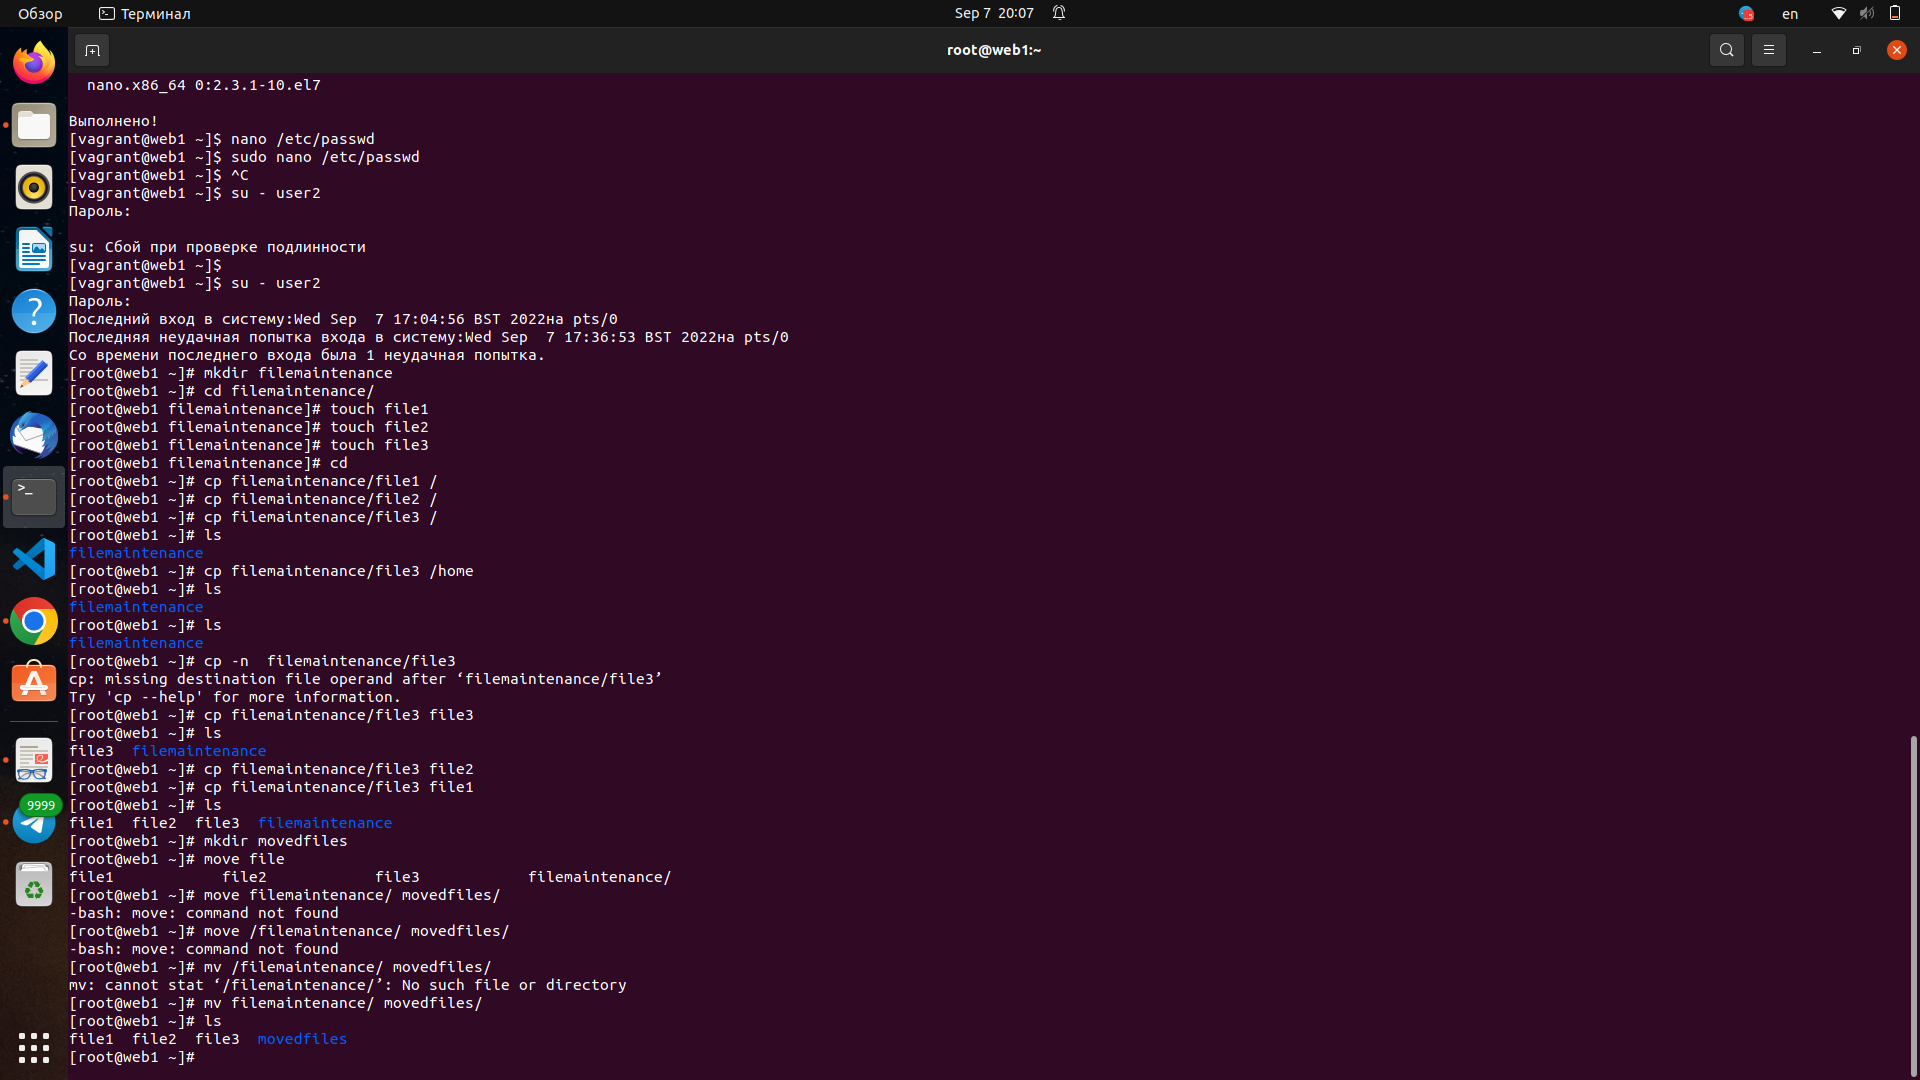 Обзор
Терминал
Sep 7 20:07
en
root@web1:~
nano.x86_64 0:2.3.1-10.el7
Выполнено!
[vagrant@web1 ~]$ nano /etc/passwd
[vagrant@web1 ~]$ sudo nano /etc/passwd
[vagrant@web1 ~]$ ^C
[vagrant@web1 ~]$ su - user2
Пароль:
su: Сбой при проверке подлинности
[vagrant@web1 ~]$
[vagrant@web1 ~]$ su - user2
Пароль:
Последний вход в систему:Wed Sep  7 17:04:56 BST 2022на pts/0
Последняя неудачная попытка входа в систему:Wed Sep  7 17:36:53 BST 2022на pts/0
Со времени последнего входа была 1 неудачная попытка.
[root@web1 ~]# mkdir filemaintenance
[root@web1 ~]# cd filemaintenance/
[root@web1 filemaintenance]# touch file1
[root@web1 filemaintenance]# touch file2
[root@web1 filemaintenance]# touch file3
[root@web1 filemaintenance]# cd
[root@web1 ~]# cp filemaintenance/file1 /
[root@web1 ~]# cp filemaintenance/file2 /
[root@web1 ~]# cp filemaintenance/file3 /
[root@web1 ~]# ls
filemaintenance
[root@web1 ~]# cp filemaintenance/file3 /home
[root@web1 ~]# ls
filemaintenance
[root@web1 ~]# ls
filemaintenance
[root@web1 ~]# cp -n  filemaintenance/file3
cp: missing destination file operand after ‘filemaintenance/file3’
Try 'cp --help' for more information.
[root@web1 ~]# cp filemaintenance/file3 file3
[root@web1 ~]# ls
file3  filemaintenance
[root@web1 ~]# cp filemaintenance/file3 file2
[root@web1 ~]# cp filemaintenance/file3 file1
[root@web1 ~]# ls
file1  file2  file3  filemaintenance
[root@web1 ~]# mkdir movedfiles
[root@web1 ~]# move file
file1            file2            file3            filemaintenance/
[root@web1 ~]# move filemaintenance/ movedfiles/
-bash: move: command not found
[root@web1 ~]# move /filemaintenance/ movedfiles/
-bash: move: command not found
[root@web1 ~]# mv /filemaintenance/ movedfiles/
mv: cannot stat ‘/filemaintenance/’: No such file or directory
[root@web1 ~]# mv filemaintenance/ movedfiles/
[root@web1 ~]# ls
file1  file2  file3  movedfiles
[root@web1 ~]#
9999